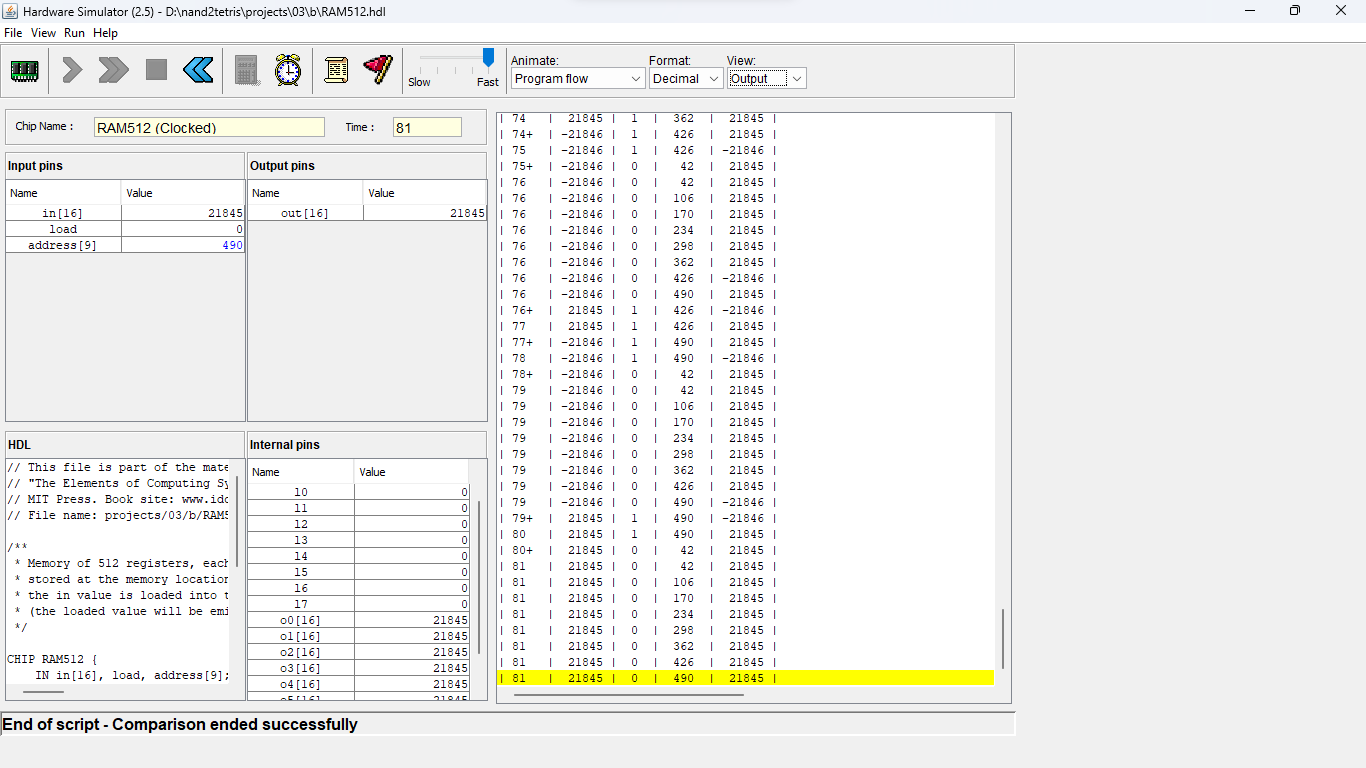 Hardware Simulator (2.5) - D:\nand2tetris\projects\03\b\RAM512.hdl
File View Run Help
Slow Fast
Animate: Format: View:
Program flow Decimal Output
Chip Name : RAM512 (Clocked) Time : 81
Input pins
Name Value
in[16] 21845
load 0
address[9] 490
Output pins
Name Value
out[16] 21845
HDL
// This file is part of the mate
// "The Elements of Computing Sy
// MIT Press. Book site: www.idc
// File name: projects/03/b/RAM5
/**
* Memory of 512 registers, each
* stored at the memory location
* the in value is loaded into t
* (the loaded value will be emi
*/
CHIP RAM512 {
IN in[16], load, address[9];
Internal pins
Name Value
l0 0
l1 0
l2 0
l3 0
l4 0
l5 0
l6 0
l7 0
o0[16] 21845
o1[16] 21845
o2[16] 21845
o3[16] 21845
o4[16] 21845
o5[16] 21845
| 74 | 21845 | 1 | 362 | 21845 |
| 74+ | -21846 | 1 | 426 | 21845 |
| 75 | -21846 | 1 | 426 | -21846 |
| 75+ | -21846 | 0 | 42 | 21845 |
| 76 | -21846 | 0 | 42 | 21845 |
| 76 | -21846 | 0 | 106 | 21845 |
| 76 | -21846 | 0 | 170 | 21845 |
| 76 | -21846 | 0 | 234 | 21845 |
| 76 | -21846 | 0 | 298 | 21845 |
| 76 | -21846 | 0 | 362 | 21845 |
| 76 | -21846 | 0 | 426 | -21846 |
| 76 | -21846 | 0 | 490 | 21845 |
| 76+ | 21845 | 1 | 426 | -21846 |
| 77 | 21845 | 1 | 426 | 21845 |
| 77+ | -21846 | 1 | 490 | 21845 |
| 78 | -21846 | 1 | 490 | -21846 |
| 78+ | -21846 | 0 | 42 | 21845 |
| 79 | -21846 | 0 | 42 | 21845 |
| 79 | -21846 | 0 | 106 | 21845 |
| 79 | -21846 | 0 | 170 | 21845 |
| 79 | -21846 | 0 | 234 | 21845 |
| 79 | -21846 | 0 | 298 | 21845 |
| 79 | -21846 | 0 | 362 | 21845 |
| 79 | -21846 | 0 | 426 | 21845 |
| 79 | -21846 | 0 | 490 | -21846 |
| 79+ | 21845 | 1 | 490 | -21846 |
| 80 | 21845 | 1 | 490 | 21845 |
| 80+ | 21845 | 0 | 42 | 21845 |
| 81 | 21845 | 0 | 42 | 21845 |
| 81 | 21845 | 0 | 106 | 21845 |
| 81 | 21845 | 0 | 170 | 21845 |
| 81 | 21845 | 0 | 234 | 21845 |
| 81 | 21845 | 0 | 298 | 21845 |
| 81 | 21845 | 0 | 362 | 21845 |
| 81 | 21845 | 0 | 426 | 21845 |
| 81 | 21845 | 0 | 490 | 21845 |
End of script - Comparison ended successfully